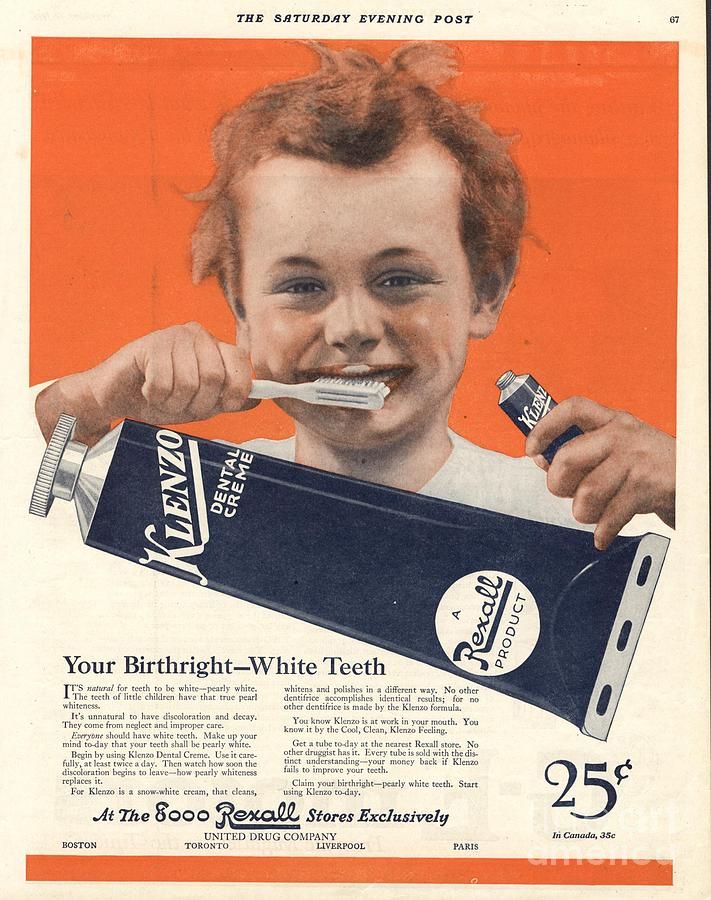 THE SATURDAY EVENING POST
67
KLENZO
KLENZO
DENTAL
CREME
A
Rexall
PRODUCT
Your Birthright—White Teeth
IT'S natural for teeth to be white—pearly white.
The teeth of little children have that true pearl
whiteness.
It's unnatural to have discoloration and decay.
They come from neglect and improper care.
Everyone should have white teeth. Make up your
mind to-day that your teeth shall be pearly white.
Begin by using Klenzo Dental Creme. Use it care-
fully, at least twice a day. Then watch how soon the
discoloration begins to leave—how pearly whiteness
replaces it.
For Klenzo is a snow-white cream, that cleans,
whitens and polishes in a different way. No other
dentifrice accomplishes identical results; for no
other dentifrice is made by the Klenzo formula.
You know Klenzo is at work in your mouth. You
know it by the Cool, Clean, Klenzo Feeling.
Get a tube to-day at the nearest Rexall store. No
other druggist has it. Every tube is sold with the dis-
tinct understanding—your money back if Klenzo
fails to improve your teeth.
Claim your birthright—pearly white teeth. Start
using Klenzo to-day.
25¢
In Canada, 35c
At The 8000 Rexall Stores Exclusively
UNITED DRUG COMPANY
BOSTON TORONTO LIVERPOOL PARIS